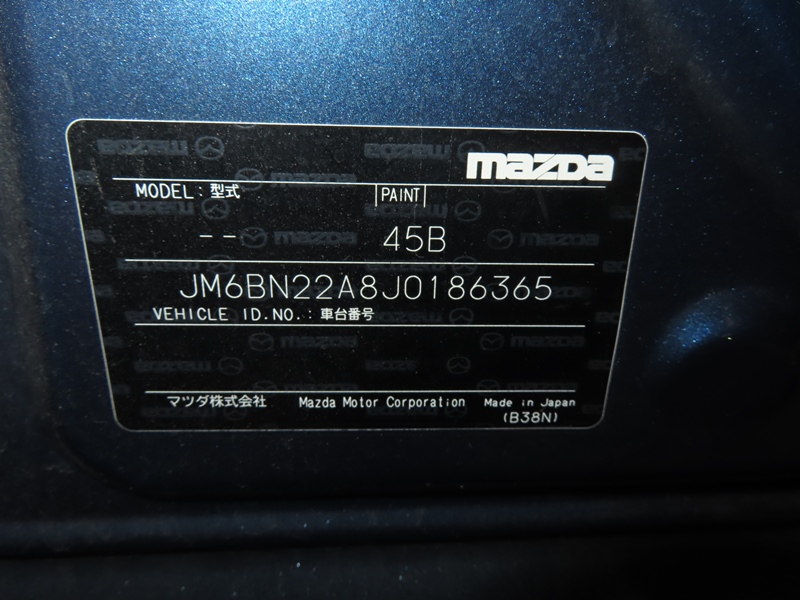 mazda
MODEL : 型式 PAINT
-- 45B
JM6BN22A8J0186365
VEHICLE ID.NO. : 車台番号
マツダ株式会社 Mazda Motor Corporation Made in Japan
(B38N)